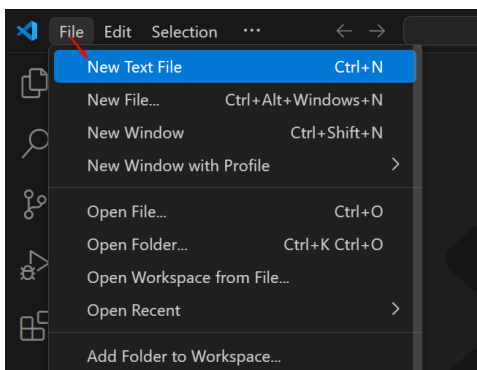 File Edit Selection ...
New Text File Ctrl+N
New File... Ctrl+Alt+Windows+N
New Window Ctrl+Shift+N
New Window with Profile
Open File... Ctrl+O
Open Folder... Ctrl+K Ctrl+O
Open Workspace from File...
Open Recent
Add Folder to Workspace...